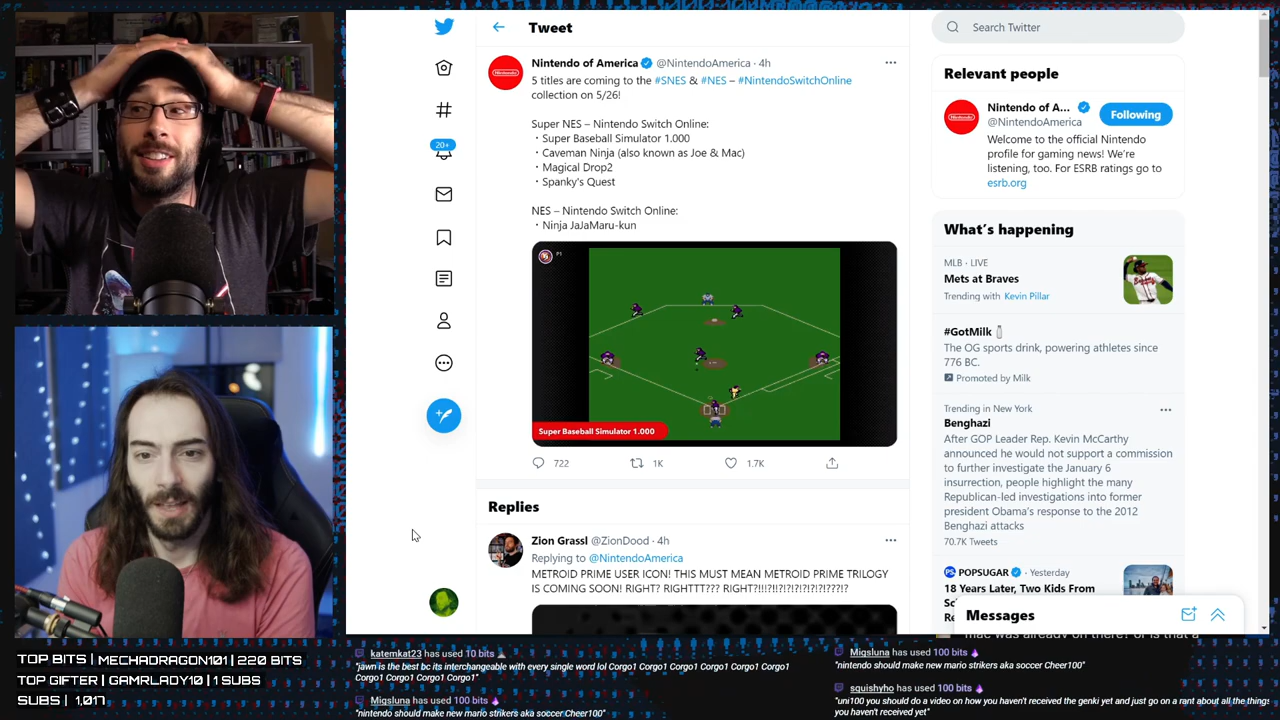 Tweet
Nintendo of America @NintendoAmerica · 4h
5 titles are coming to the #SNES & #NES – #NintendoSwitchOnline
collection on 5/26!
Super NES – Nintendo Switch Online:
・Super Baseball Simulator 1.000
・Caveman Ninja (also known as Joe & Mac)
・Magical Drop2
・Spanky's Quest
NES – Nintendo Switch Online:
・Ninja JaJaMaru-kun
P1
Super Baseball Simulator 1.000
722
1K
1.7K
Replies
Zion Grassl @ZionDood · 4h
Replying to @NintendoAmerica
METROID PRIME USER ICON! THIS MUST MEAN METROID PRIME TRILOGY
IS COMING SOON! RIGHT? RIGHTTT??? RIGHT?!!!?!!?!?!?!?!?!???!?
20+
Search Twitter
Relevant people
Nintendo
Nintendo of A...
@NintendoAmerica
Following
Welcome to the official Nintendo
profile for gaming news! We're
listening, too. For ESRB ratings go to
esrb.org
What's happening
MLB · LIVE
Mets at Braves
Trending with Kevin Pillar
#GotMilk
The OG sports drink, powering athletes since
776 BC.
Promoted by Milk
Trending in New York
Benghazi
After GOP Leader Rep. Kevin McCarthy
announced he would not support a commission
to further investigate the January 6
insurrection, people highlight the many
Republican-led investigations into former
president Obama's response to the 2012
Benghazi attacks
70.7K Tweets
POPSUGAR · Yesterday
18 Years Later, Two Kids From
Messages
TOP BITS | MECHADRAGON101 | 220 BITS
TOP GIFTER | GAMRLADY10 | 1 SUBS
SUBS | 1,017
katemkat23 has used 10 bits
"jawn is the best bc its interchangeable with every single word lol Corgo1 Corgo1 Corgo1 Corgo1 Corgo1 Corgo1
Corgo1 Corgo1 Corgo1 Corgo1"
Miqsluna has used 100 bits
"nintendo should make new mario strikers aka soccer Cheer100"
Miqsluna has used 100 bits
"nintendo should make new mario strikers aka soccer Cheer100"
squishyho has used 100 bits
"uni100 you should do a video on how you haven't received the genki yet and just go on a rant about all the things
you haven't received yet"